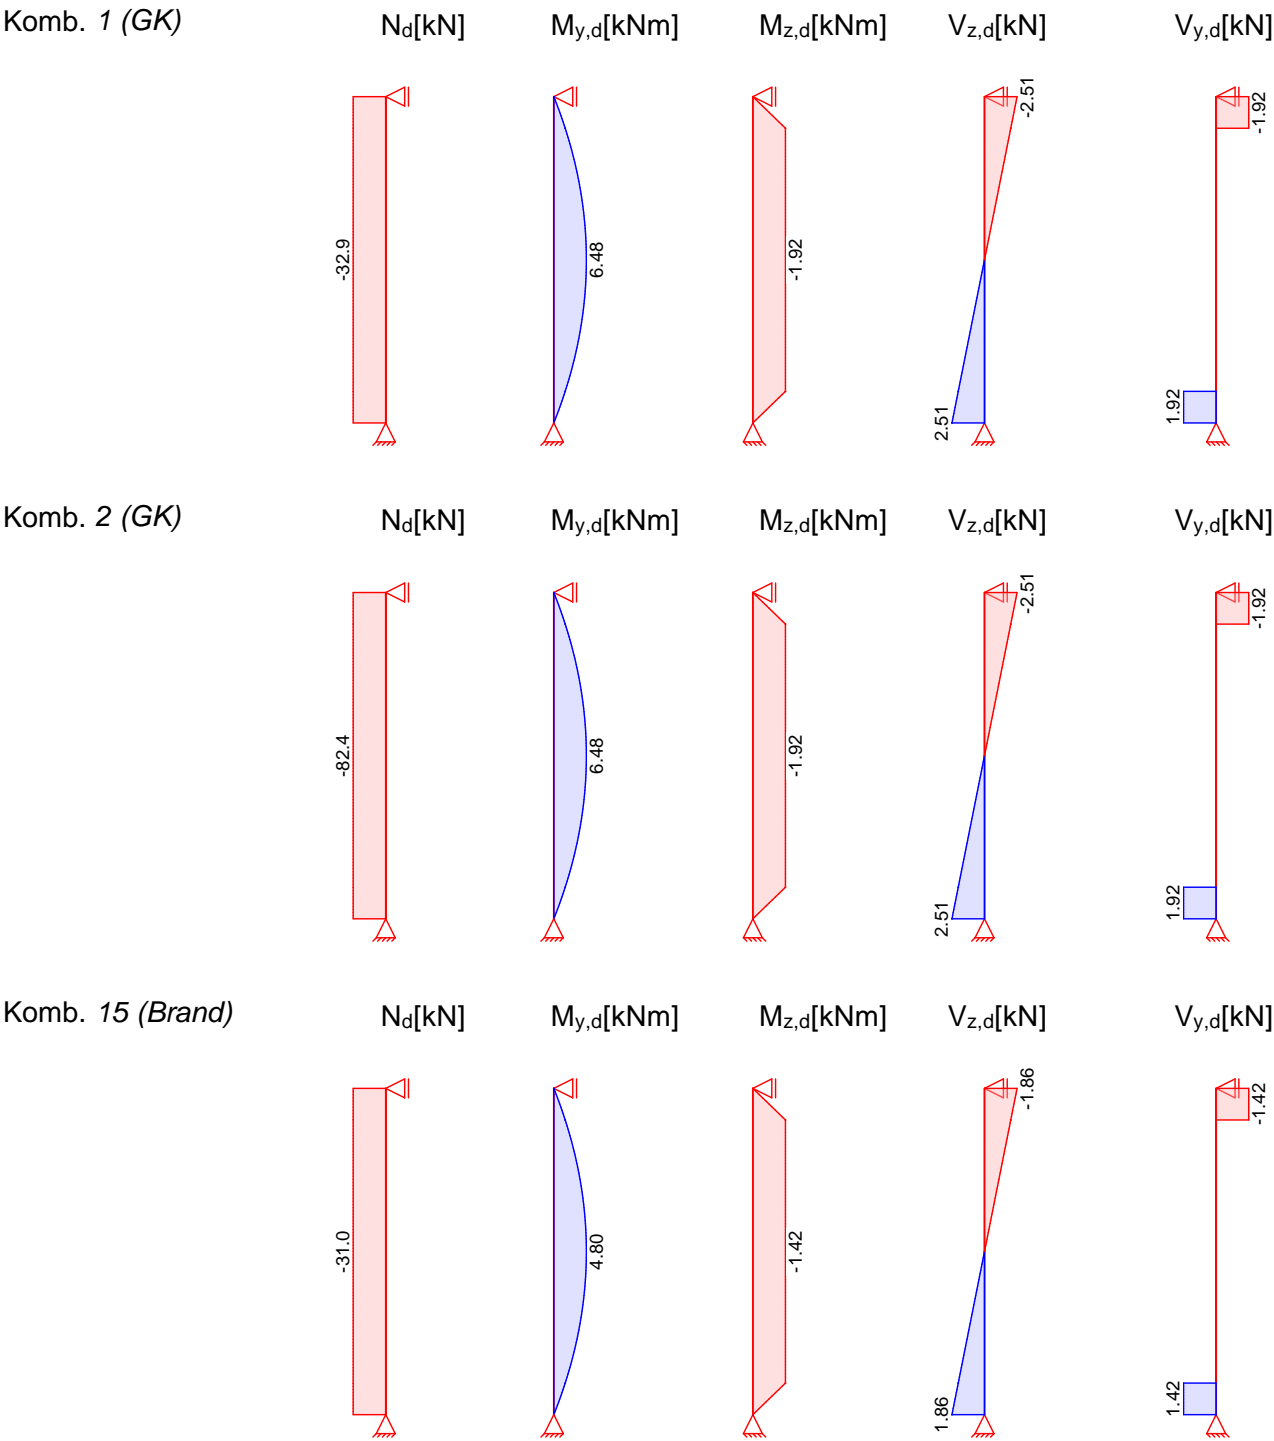 Komb. 1 (GK) Nd[kN] My,d[kNm] Mz,d[kNm] Vz,d[kN] Vy,d[kN]
-2.51 -1.92
-32.9 6.48 -1.92
2.51 1.92
Komb. 2 (GK) Nd[kN] My,d[kNm] Mz,d[kNm] Vz,d[kN] Vy,d[kN]
-2.51 -1.92
-82.4 6.48 -1.92
2.51 1.92
Komb. 15 (Brand) Nd[kN] My,d[kNm] Mz,d[kNm] Vz,d[kN] Vy,d[kN]
-1.86 -1.42
-31.0 4.80 -1.42
1.86 1.42